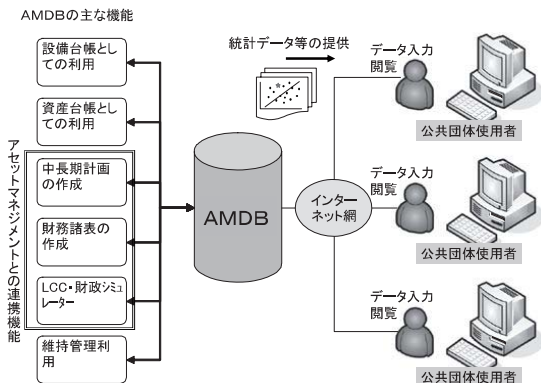 AMDBの主な機能
設備台帳とし
ての利用
資産台帳とし
ての利用
アセットマネジメントとの連携機能
中長期計画
の作成
財務諸表の
作成
LCC・財政シミュ
レーター
維持管理利
用
AMDB
統計データ等の提供
インター
ネット網
データ入力
閲覧
公共団体使用者
データ入力
閲覧
公共団体使用者
データ入力
閲覧
公共団体使用者